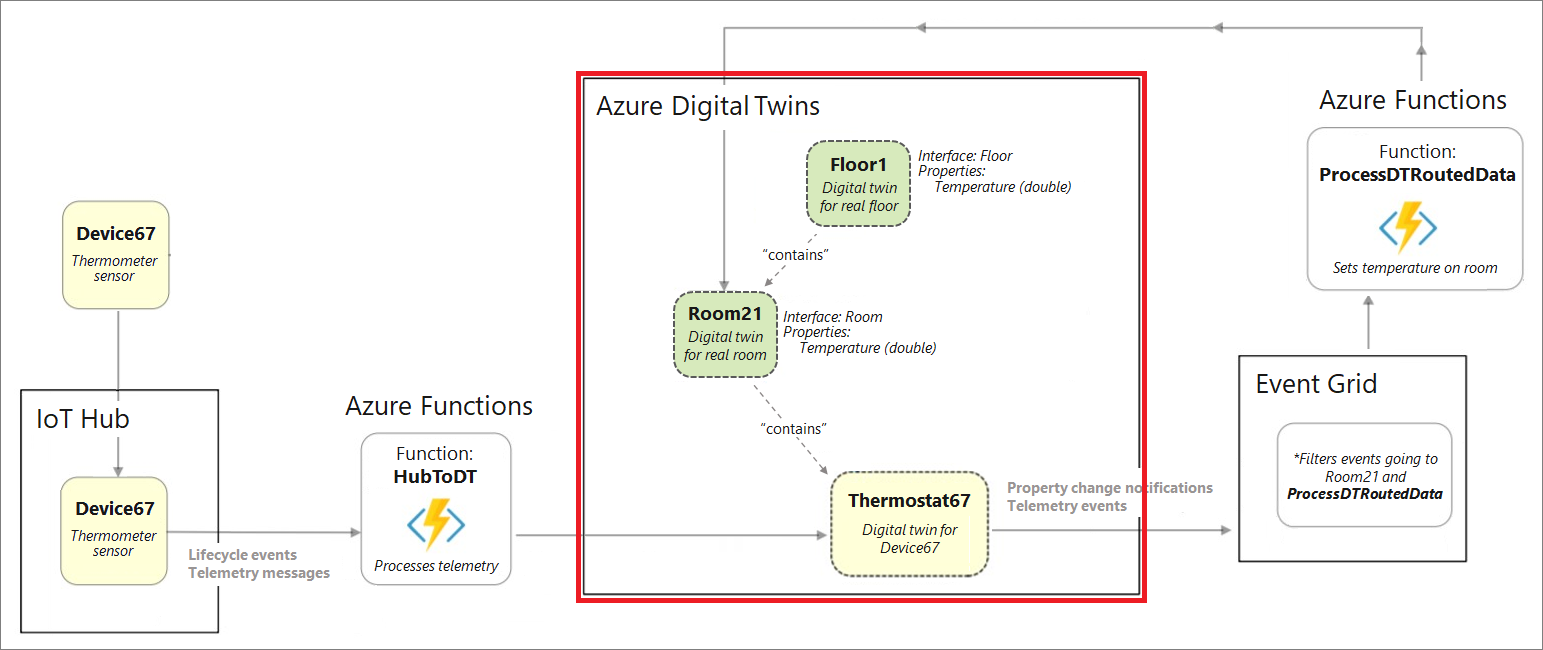 Azure Digital Twins
Floor1
Digital twin
for real floor
Interface: Floor
Properties:
Temperature (double)
"contains"
Room21
Digital twin
for real room
Interface: Room
Properties:
Temperature (double)
"contains"
Thermostat67
Digital twin for
Device67
Device67
Thermometer
sensor
IoT Hub
Device67
Thermometer
sensor
Lifecycle events
Telemetry messages
Azure Functions
Function:
HubToDT
Processes telemetry
Property change notifications
Telemetry events
Event Grid
*Filters events going to
Room21 and
ProcessDTRoutedData
Azure Functions
Function:
ProcessDTRoutedData
Sets temperature on room